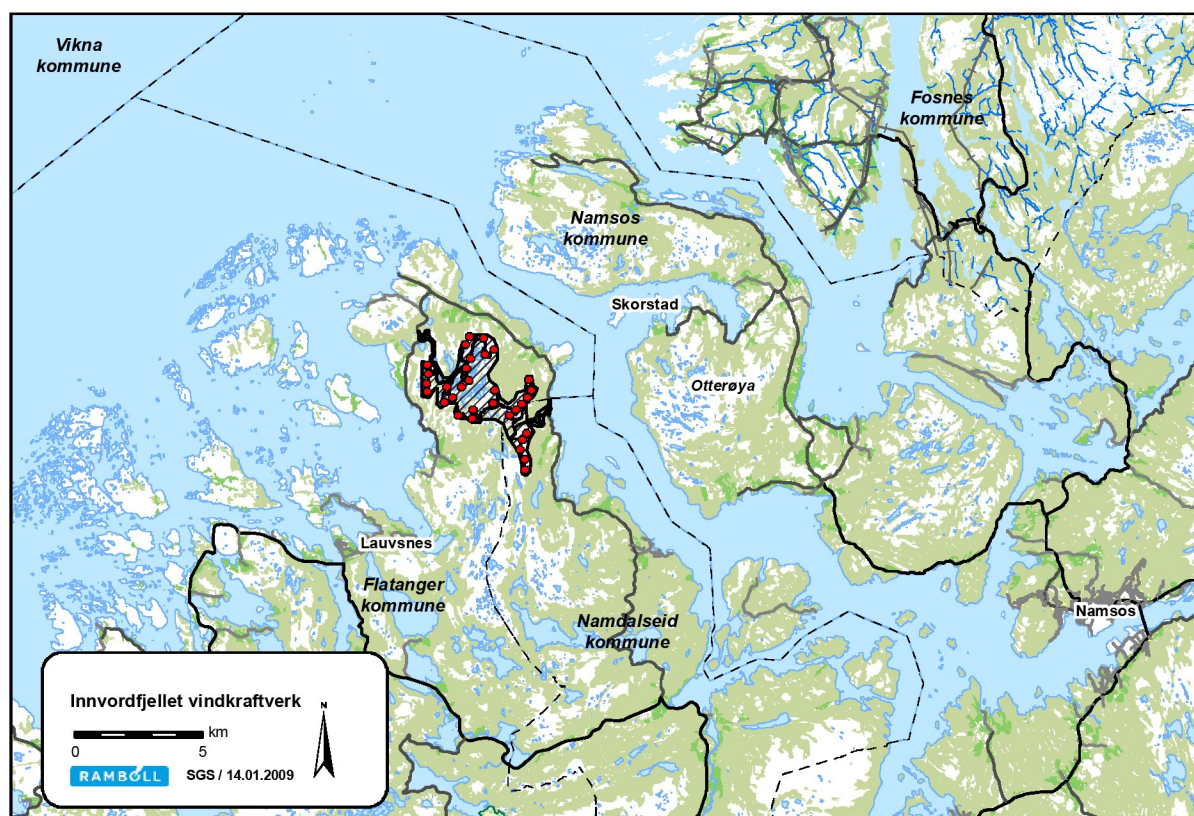 Vikna
kommune
Fosnes
kommune
Namsos
kommune
Skorstad
Otterøya
Lauvsnes
Flatanger
kommune
Namdalseid
kommune
Namsos
Innvordfjellet vindkraftverk
N
km
0 5
RAMBOLL SGS / 14.01.2009